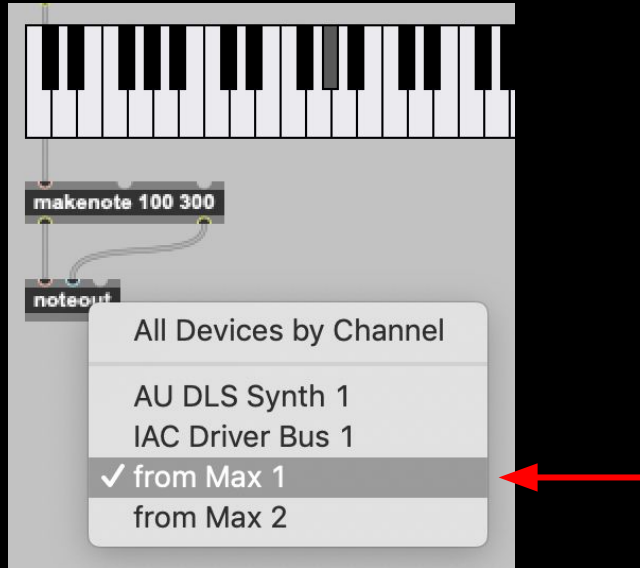 makenote 100 300
noteout
All Devices by Channel
AU DLS Synth 1
IAC Driver Bus 1
✓ from Max 1
from Max 2